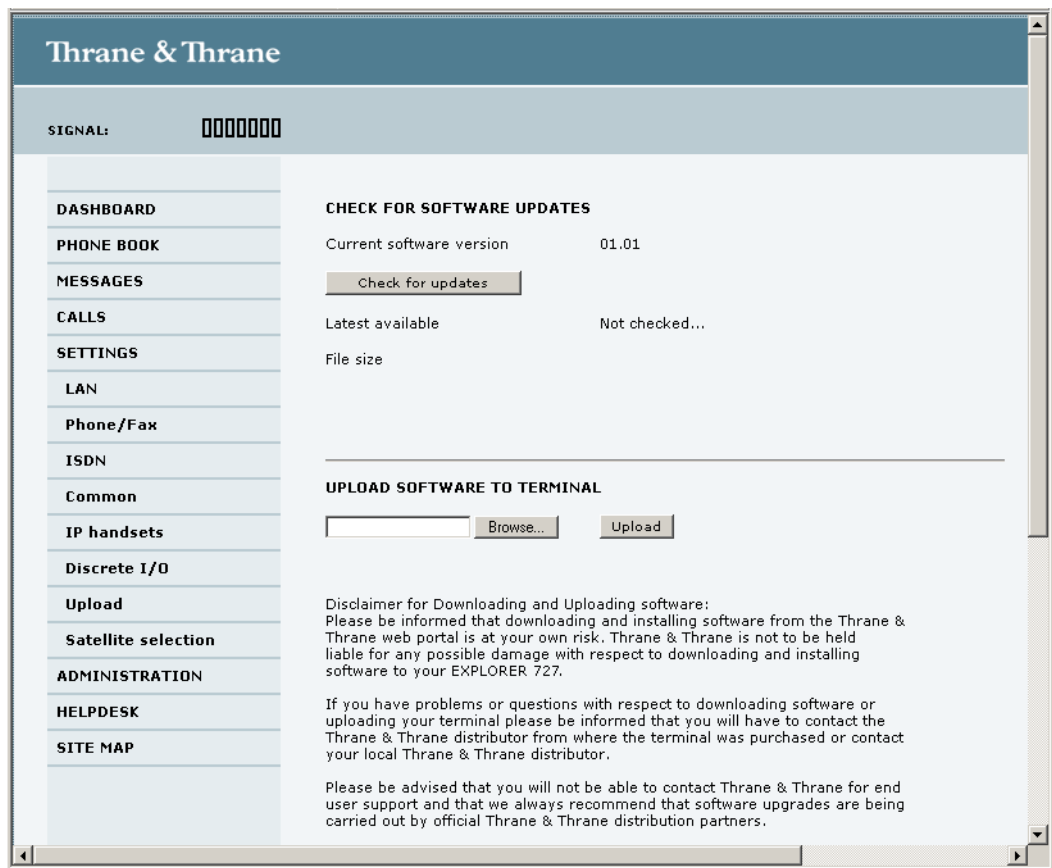 Thrane & Thrane
SIGNAL:
DASHBOARD
PHONE BOOK
MESSAGES
CALLS
SETTINGS
LAN
Phone/Fax
ISDN
Common
IP handsets
Discrete I/O
Upload
Satellite selection
ADMINISTRATION
HELPDESK
SITE MAP
CHECK FOR SOFTWARE UPDATES
Current software version 01.01
Check for updates
Latest available Not checked...
File size
UPLOAD SOFTWARE TO TERMINAL
Browse... Upload
Disclaimer for Downloading and Uploading software:
Please be informed that downloading and installing software from the Thrane &
Thrane web portal is at your own risk. Thrane & Thrane is not to be held
liable for any possible damage with respect to downloading and installing
software to your EXPLORER 727.
If you have problems or questions with respect to downloading software or
uploading your terminal please be informed that you will have to contact the
Thrane & Thrane distributor from where the terminal was purchased or contact
your local Thrane & Thrane distributor.
Please be advised that you will not be able to contact Thrane & Thrane for end
user support and that we always recommend that software upgrades are being
carried out by official Thrane & Thrane distribution partners.